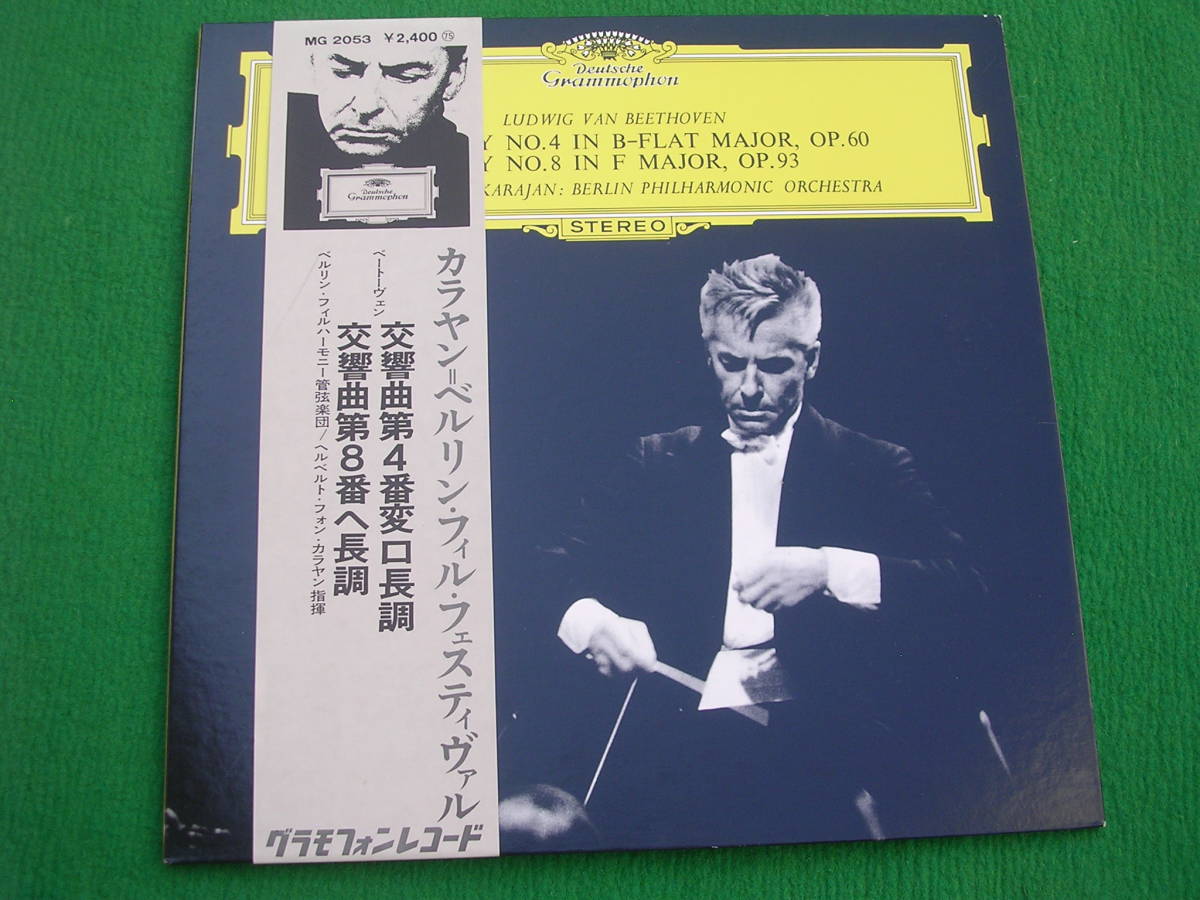 MG 2053 ¥2,400 ㊆
Deutsche
Grammophon
カラヤン=ベルリン・フィル・フェスティヴァル
ベートーヴェン
交響曲第4番変ロ長調
交響曲第8番ヘ長調
ベルリン・フィルハーモニー管弦楽団/ヘルベルト・フォン・カラヤン指揮
グラモフォンレコード
Deutsche
Grammophon
LUDWIG VAN BEETHOVEN
Y NO.4 IN B-FLAT MAJOR, OP.60
Y NO.8 IN F MAJOR, OP.93
KARAJAN: BERLIN PHILHARMONIC ORCHESTRA
STEREO